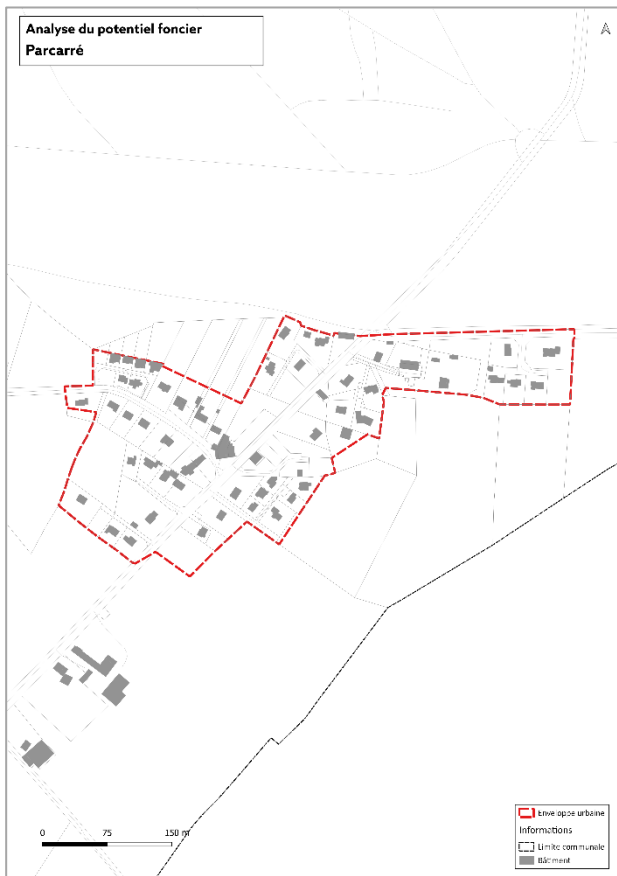 Analyse du potentiel foncier
Parcarré
0 75 150 m
Enveloppe urbaine
Informations
Limite communale
Bâtiment